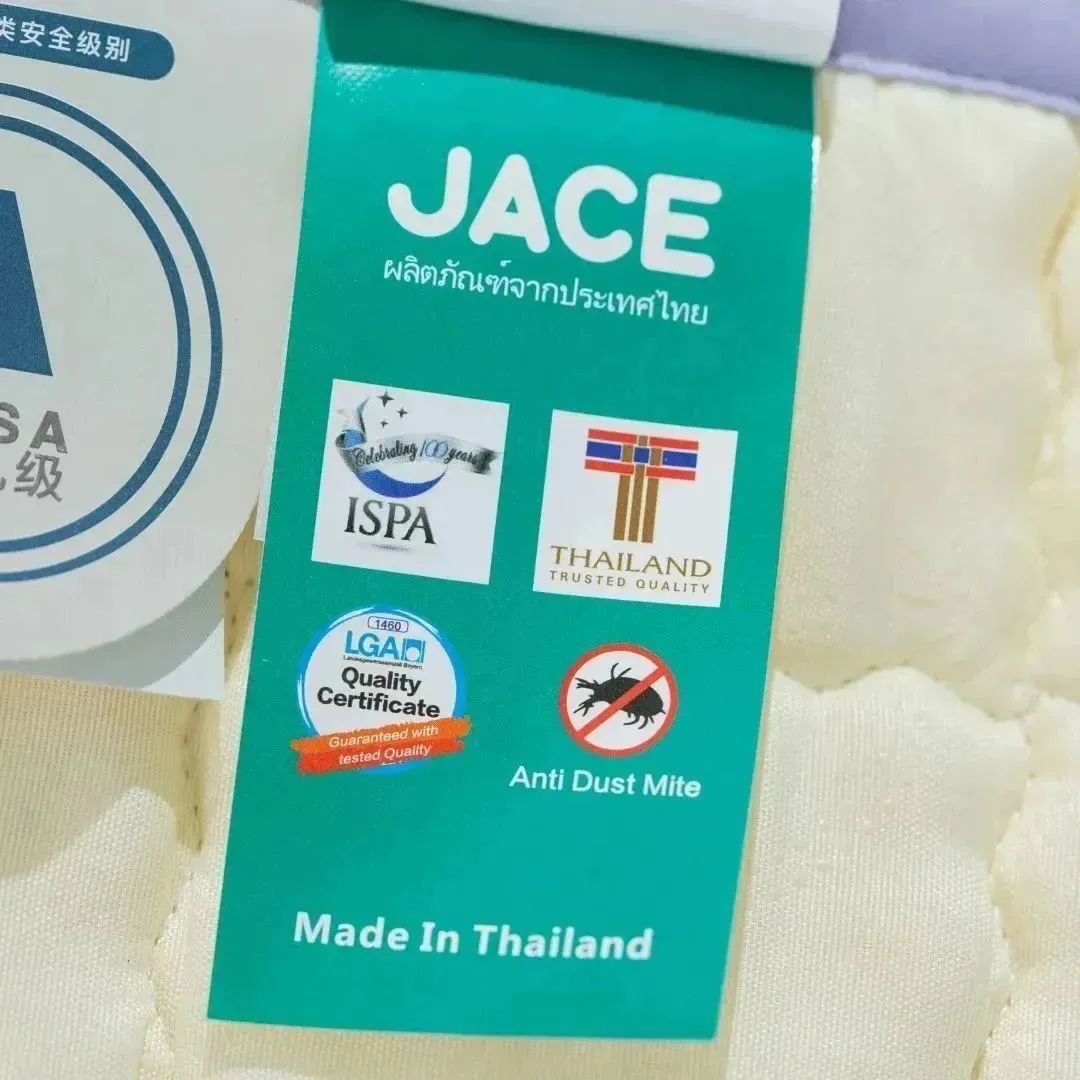 类安全级别
SA
级
JACE
ผลิตภัณฑ์จากประเทศไทย
Celebrating 100 years
ISPA
THAILAND
TRUSTED QUALITY
1460
LGA
Quality
Certificate
Guaranteed with
tested Quality
Anti Dust Mite
Made In Thailand